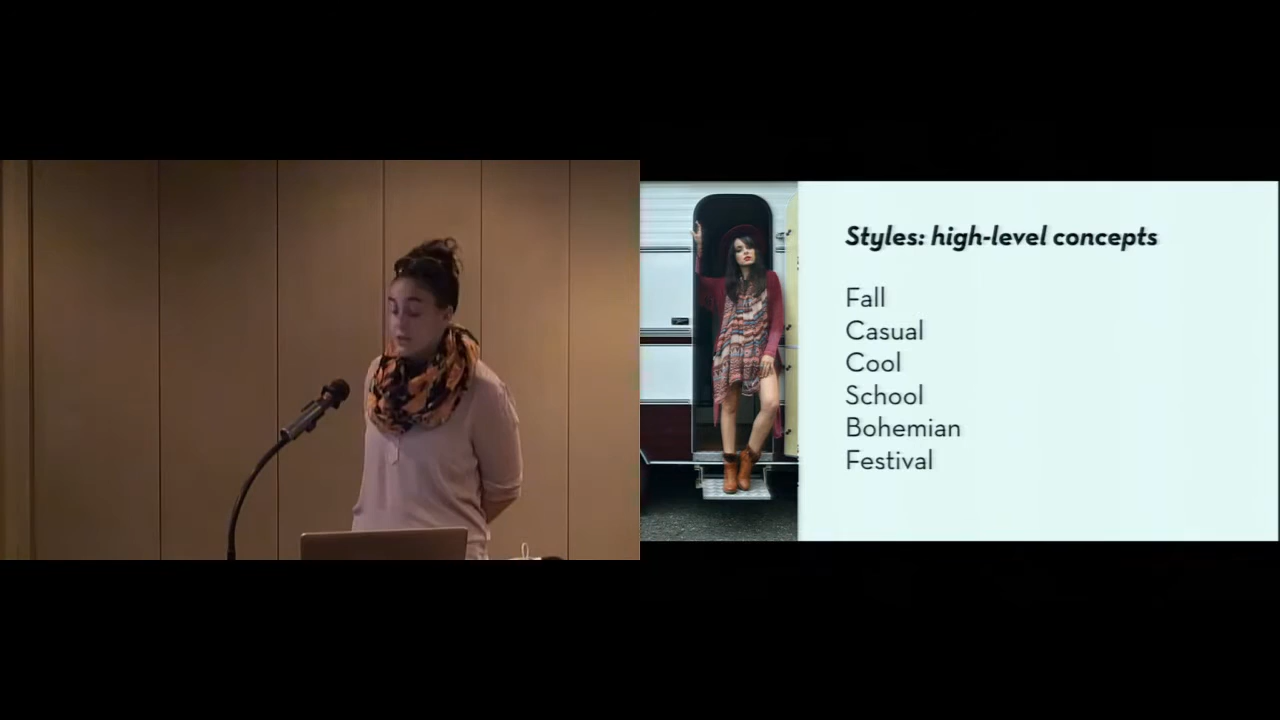 Styles: high-level concepts
Fall
Casual
Cool
School
Bohemian
Festival